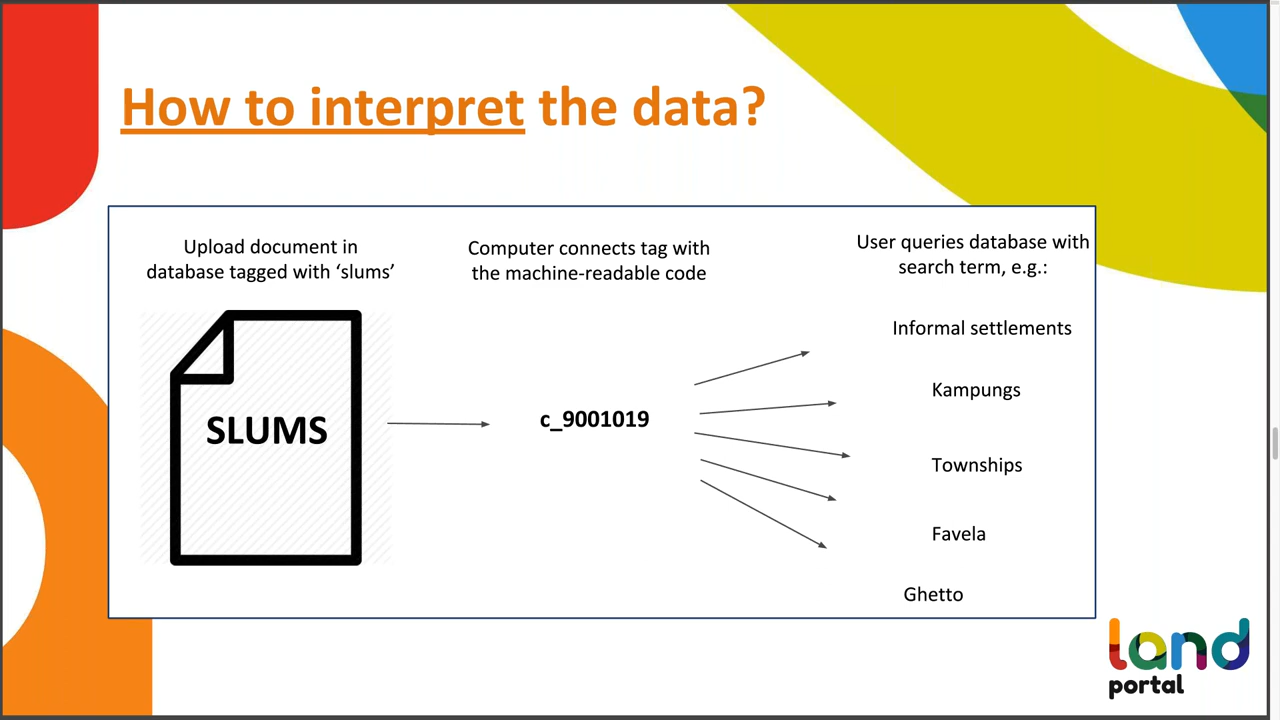 How to interpret the data?
Upload document in
database tagged with ‘slums’
SLUMS
Computer connects tag with
the machine-readable code
c_9001019
User queries database with
search term, e.g.:
Informal settlements
Kampungs
Townships
Favela
Ghetto
land
portal